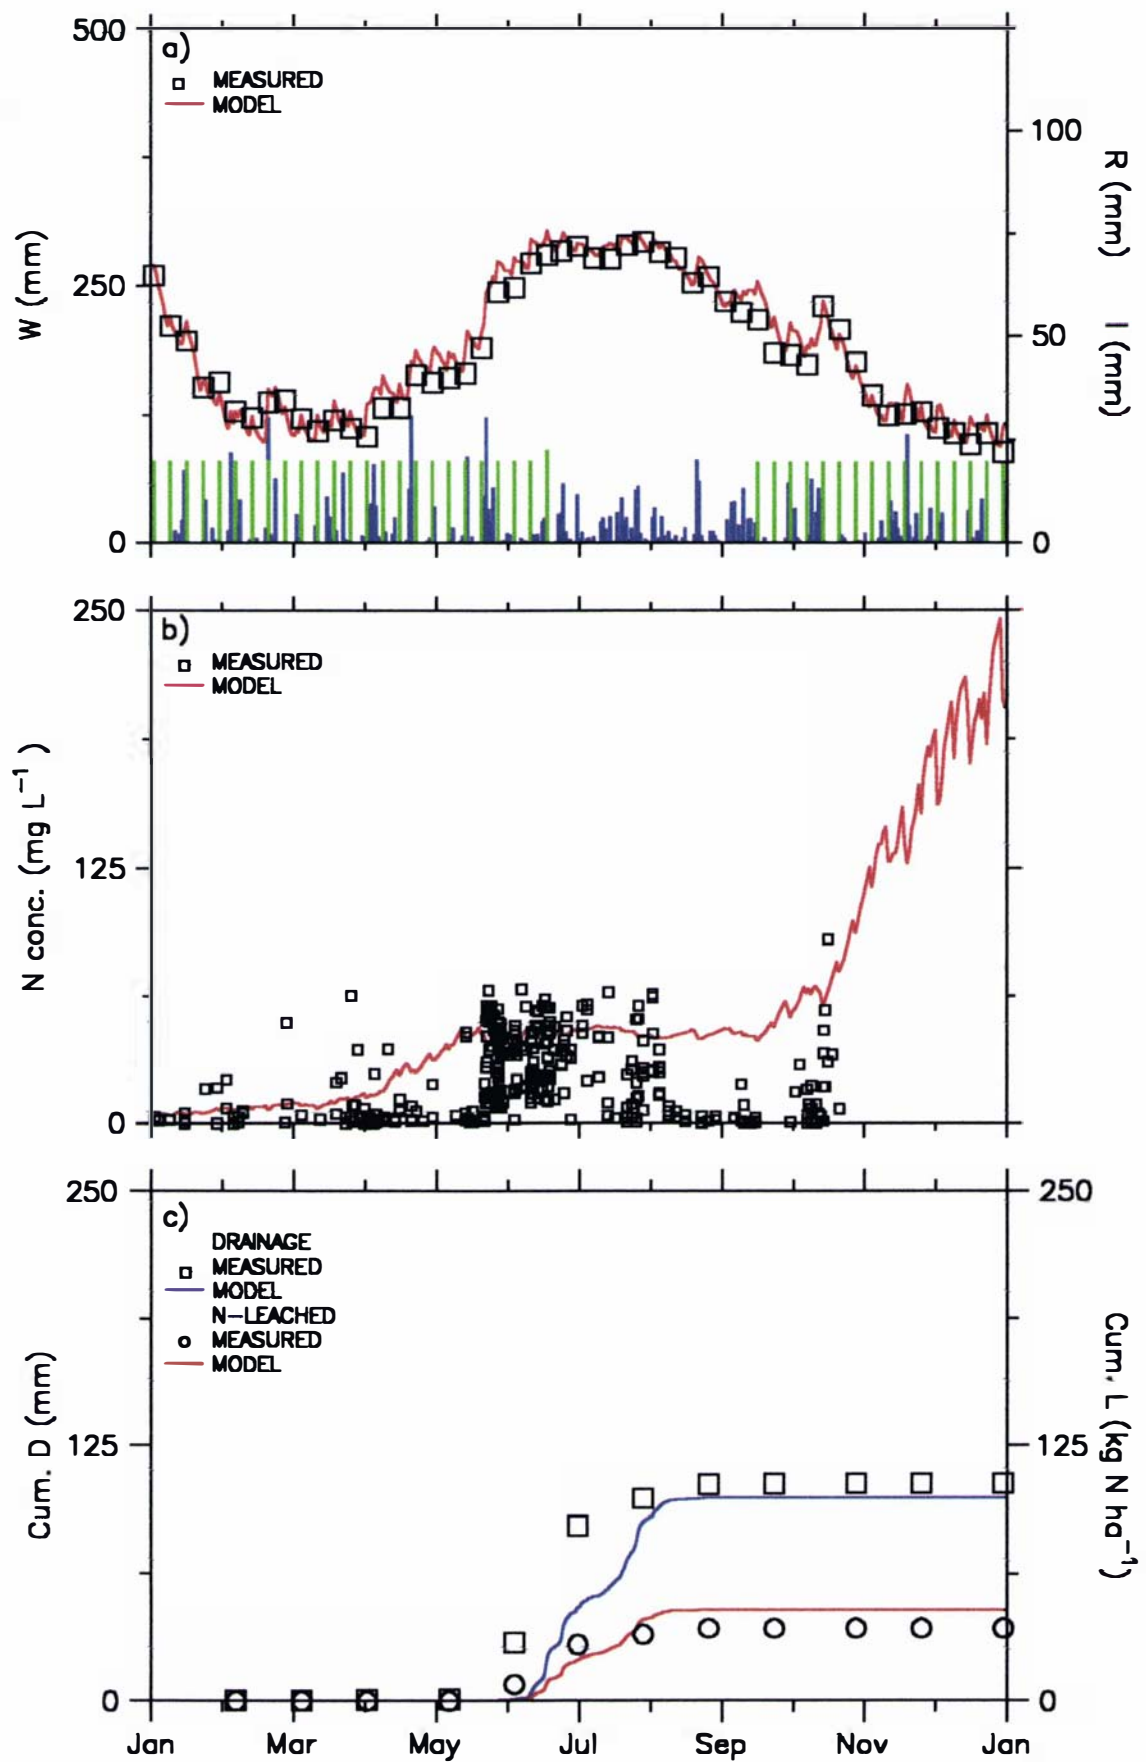 500
a)
MEASURED
MODEL
100
W (mm)
R (mm)
I (mm)
250
50
0
0
250
b)
MEASURED
MODEL
N conc. (mg L⁻¹)
125
0
250
250
c)
DRAINAGE
MEASURED
MODEL
N-LEACHED
MEASURED
MODEL
Cum. D (mm)
Cum. L (kg N ha⁻¹)
125
125
0
0
Jan Mar May Jul Sep Nov Jan